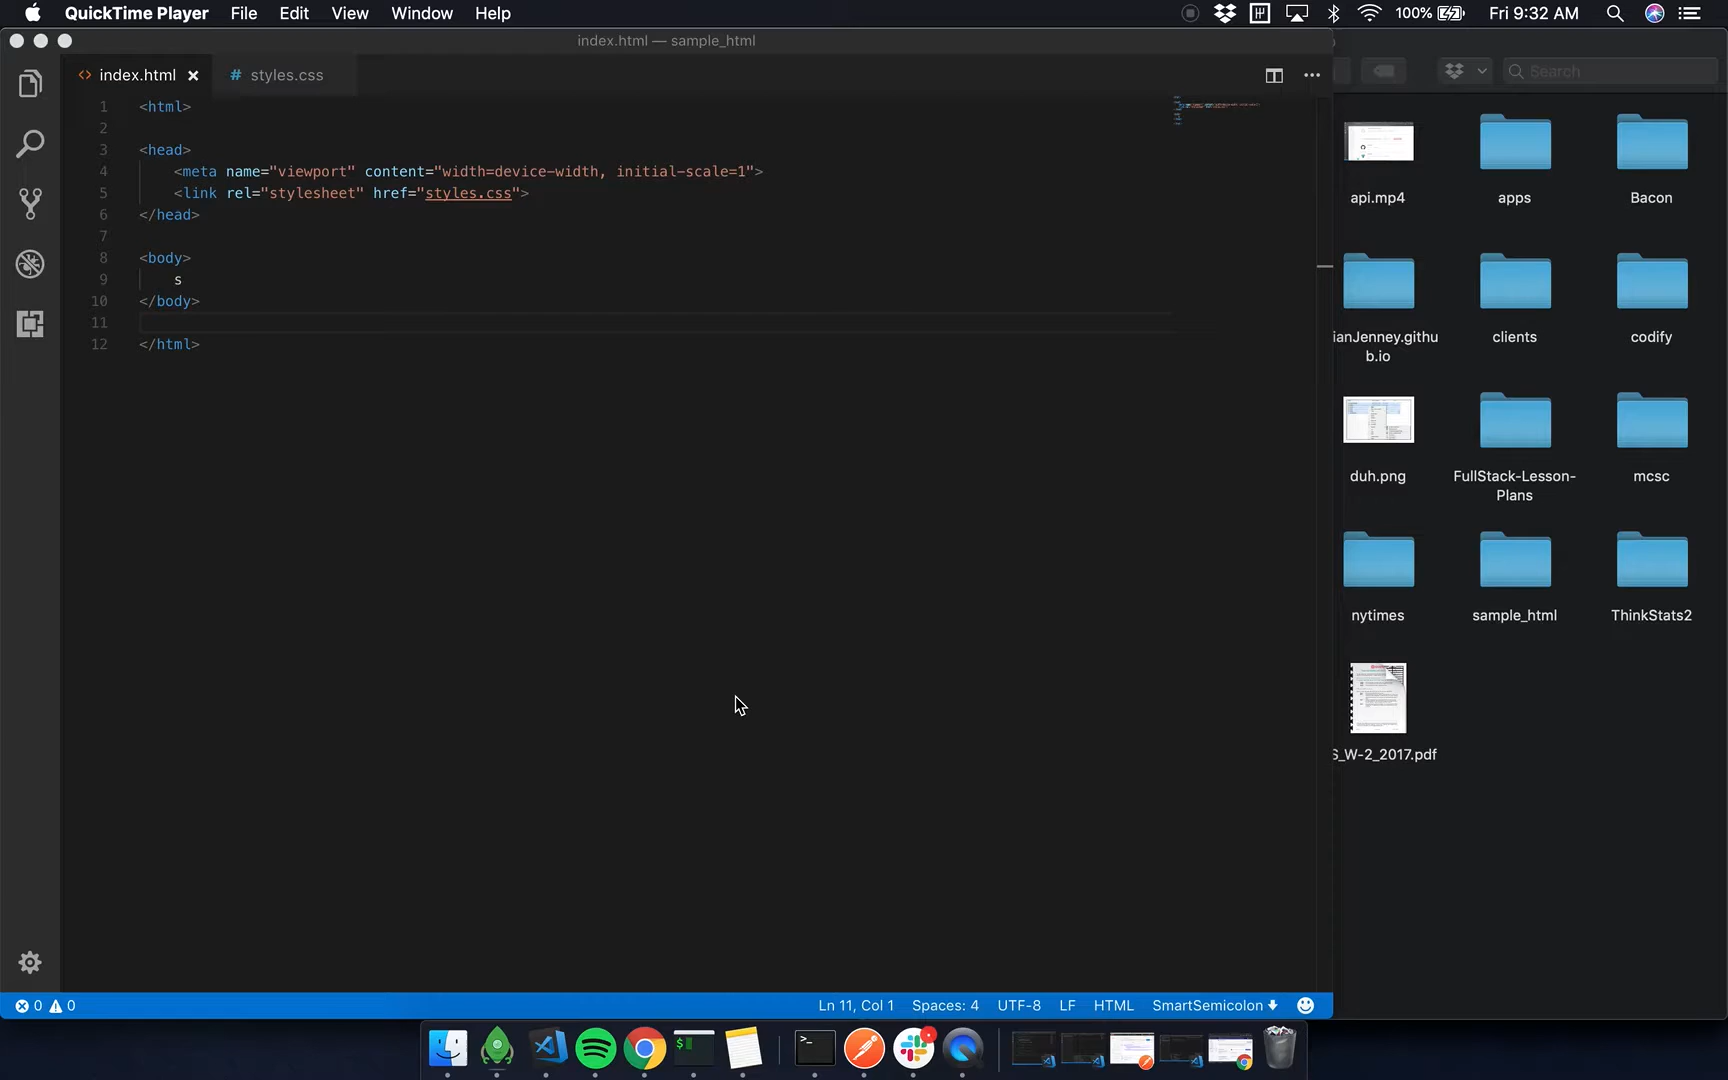 QuickTime Player File Edit View Window Help 100% Fri 9:32 AM
index.html — sample_html
index.html styles.css
Search
1 <html>
2
3 <head>
4 <meta name="viewport" content="width=device-width, initial-scale=1">
5 <link rel="stylesheet" href="styles.css">
6 </head>
7
8 <body>
9 s
10 </body>
11
12 </html>
api.mp4 apps Bacon
ianJenney.githu
b.io
clients codify
duh.png FullStack-Lesson-
Plans
mcsc
nytimes sample_html ThinkStats2
S_W-2_2017.pdf
0 0 Ln 11, Col 1 Spaces: 4 UTF-8 LF HTML SmartSemicolon